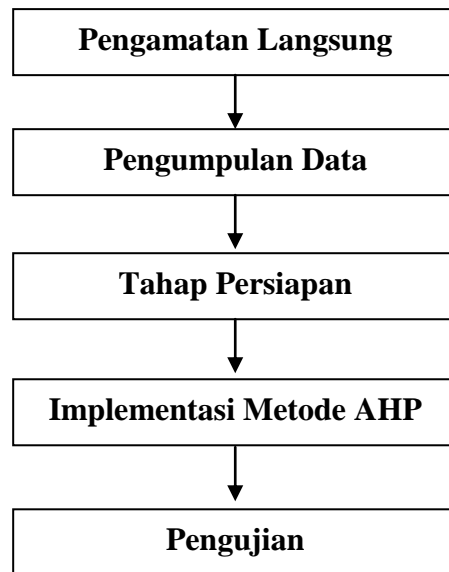 Pengamatan Langsung
Pengumpulan Data
Tahap Persiapan
Implementasi Metode AHP
Pengujian